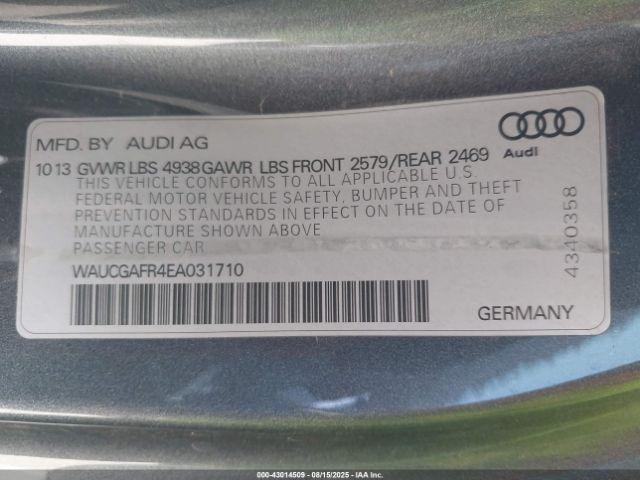 MFD. BY AUDI AG
Audi
10 13 GVWR LBS 4938 GAWR LBS FRONT 2579/REAR 2469
THIS VEHICLE CONFORMS TO ALL APPLICABLE U.S.
FEDERAL MOTOR VEHICLE SAFETY, BUMPER AND THEFT
PREVENTION STANDARDS IN EFFECT ON THE DATE OF
MANUFACTURE SHOWN ABOVE
PASSENGER CAR
4340358
WAUCGAFR4EA031710
GERMANY
000-43014509 - 08/15/2025 - IAAI Inc.